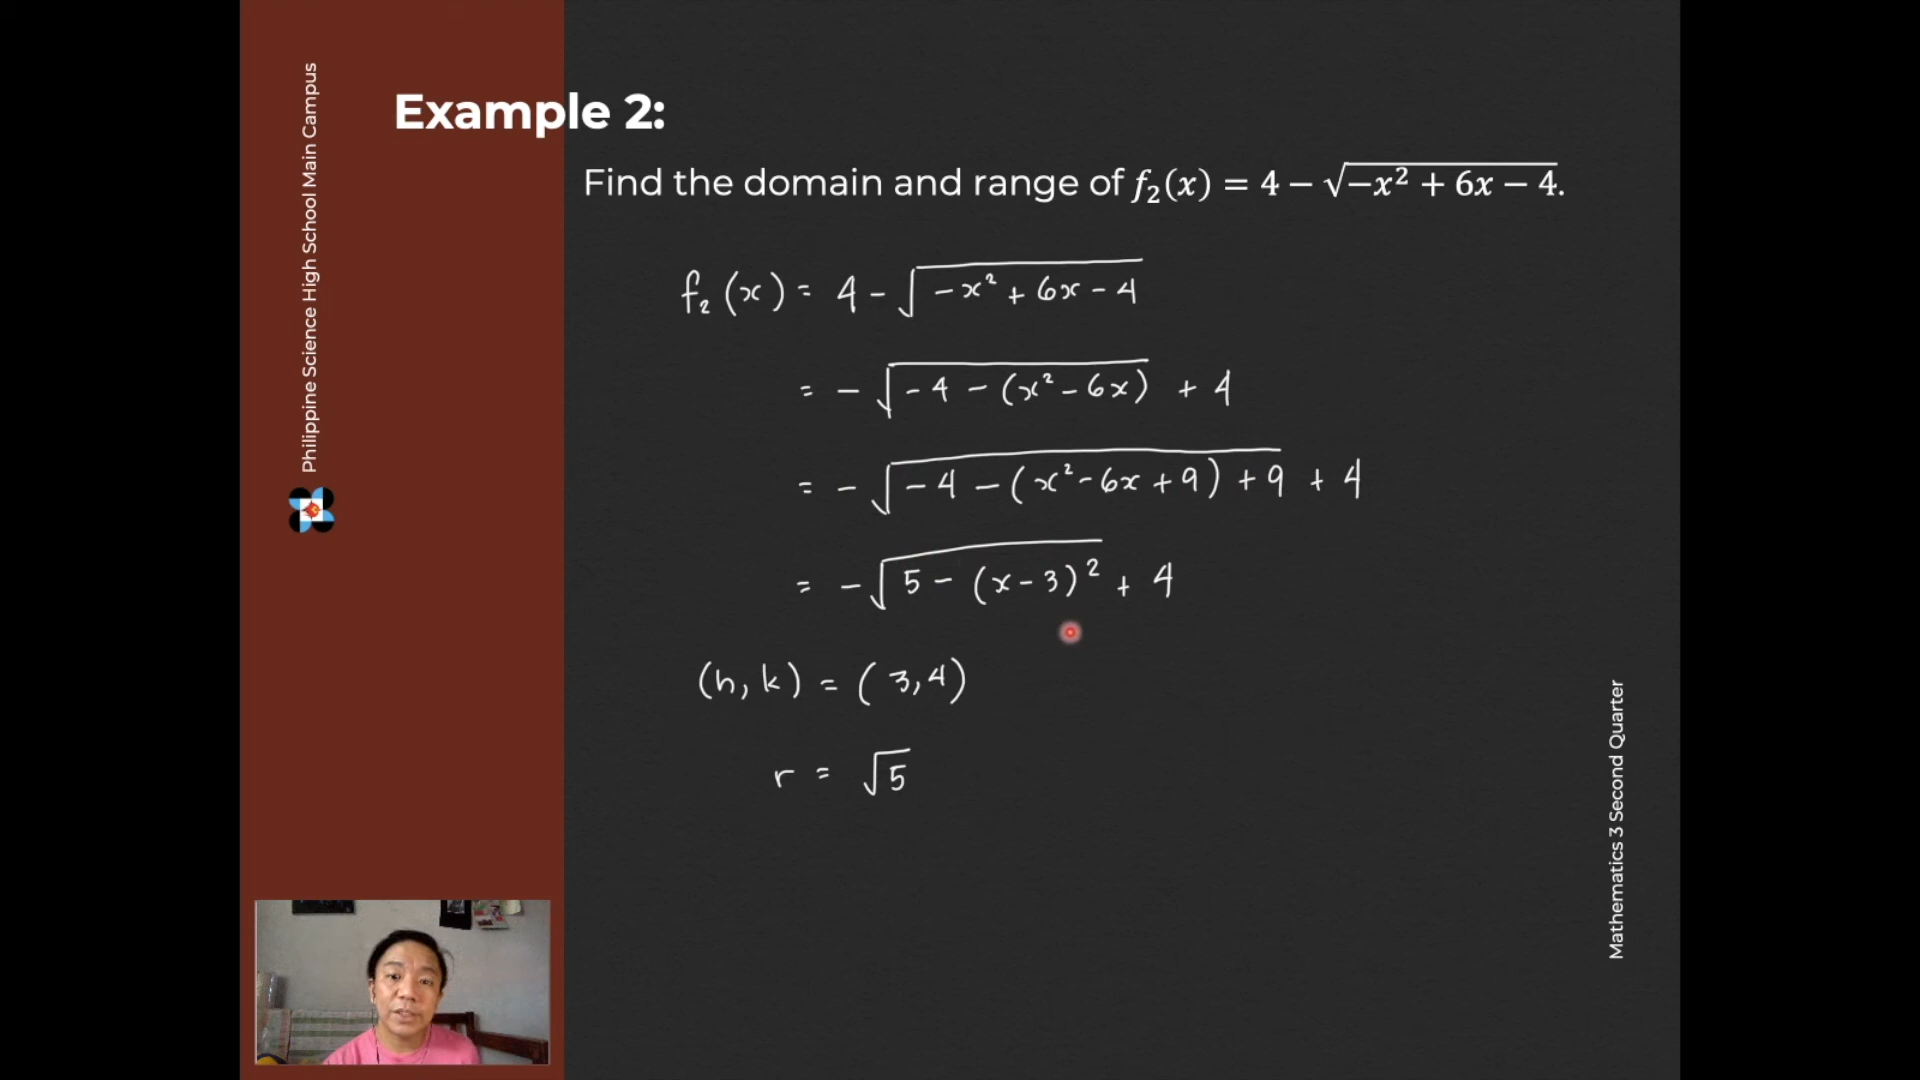 Philippine Science High School Main Campus
Example 2:
Find the domain and range of f₂(x) = 4 − √(−x² + 6x − 4).
f₂(x) = 4 - √(-x² + 6x - 4)
= - √(-4 - (x² - 6x)) + 4
= - √(-4 - (x² - 6x + 9) + 9) + 4
= - √(5 - (x - 3)²) + 4
(h, k) = (3, 4)
r = √5
Mathematics 3 Second Quarter